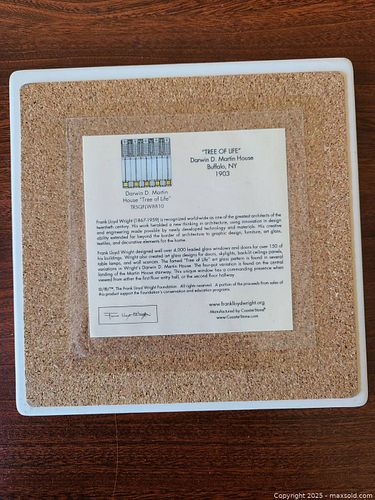 "TREE OF LIFE"
Darwin D. Martin House
Buffalo, NY
1903
Darwin D. Martin
House "Tree of Life"
Frank Lloyd Wright (1867-1959) is recognized worldwide as one of the greatest architects of the
twentieth century. His work heralded a new thinking in architecture, using innovation in design
and engineering made possible by newly developed technology and materials. His creative
ability extended far beyond the border of architecture to graphic design, furniture, art glass,
textiles, and decorative elements for the home.
Frank Lloyd Wright designed well over 4,000 leaded glass windows and doors for over 150 of
his buildings. Wright also created art glass designs for doors, skylights, backlit ceiling panels,
table lamps, and wall sconces. The famed "Tree of Life" art glass pattern is found in several
variations in Wright's Darwin D. Martin House. The four-pot variation is found on the central
landing of the Martin House stairway. This unique window has a commanding presence when
viewed from either the first floor entry hall, or the second floor hallway.
©/®/™, The Frank Lloyd Wright Foundation. All rights reserved. A portion of the proceeds from sales of
this product support the Foundation's conservation and education programs.
www.franklloydwright.org
Manufactured by CoasterStone®
www.CoasterStone.com
Frank Lloyd Wright
Copyright 2025 - maxsold.com